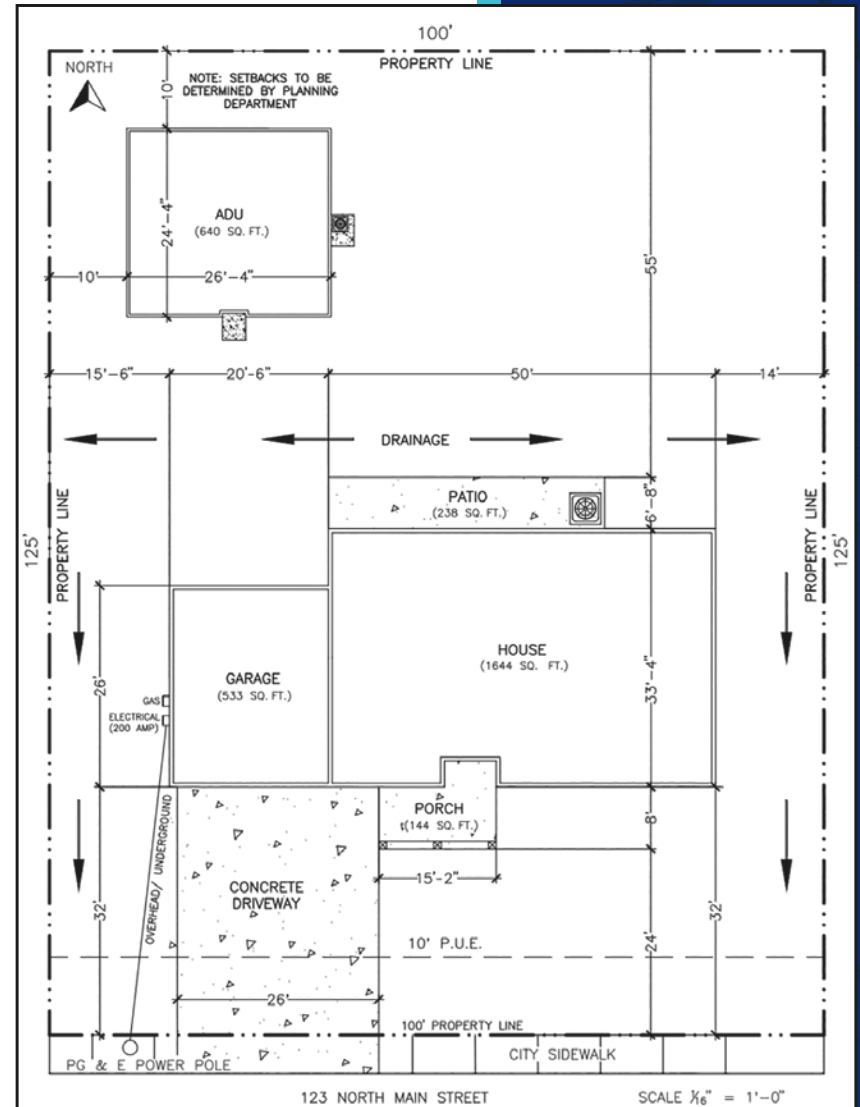 100'
PROPERTY LINE
NORTH
NOTE: SETBACKS TO BE
DETERMINED BY PLANNING
DEPARTMENT
10'
ADU
(640 SQ. FT.)
24'-4"
10'
26'-4"
55'
15'-6"
20'-6"
50'
14'
DRAINAGE
PATIO
(238 SQ. FT.)
6'-8"
PROPERTY LINE
125'
PROPERTY LINE
125'
HOUSE
(1644 SQ. FT.)
33'-4"
GARAGE
(533 SQ. FT.)
26'
GAS
ELECTRICAL
(200 AMP)
OVERHEAD/ UNDERGROUND
PORCH
(144 SQ. FT.)
8'
15'-2"
CONCRETE
DRIVEWAY
32'
32'
24'
10' P.U.E.
26'
100' PROPERTY LINE
PG & E POWER POLE
CITY SIDEWALK
123 NORTH MAIN STREET
SCALE 1/16" = 1'-0"